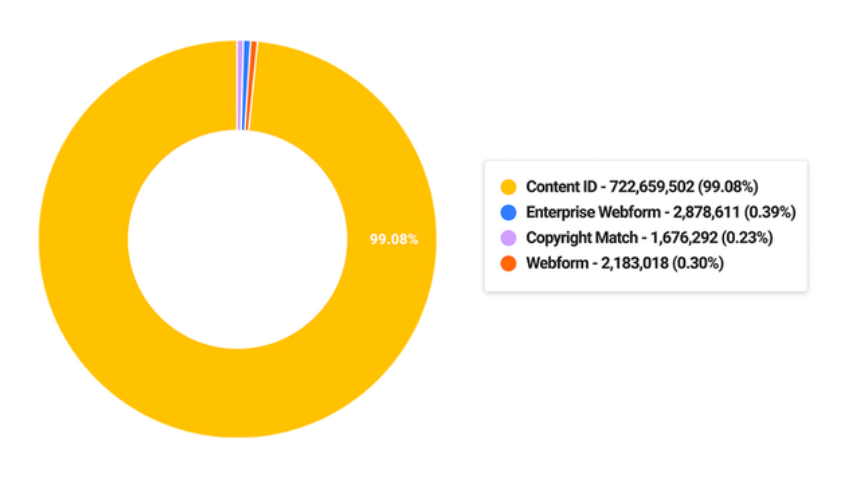 99.08%
Content ID - 722,659,502 (99.08%)
Enterprise Webform - 2,878,611 (0.39%)
Copyright Match - 1,676,292 (0.23%)
Webform - 2,183,018 (0.30%)